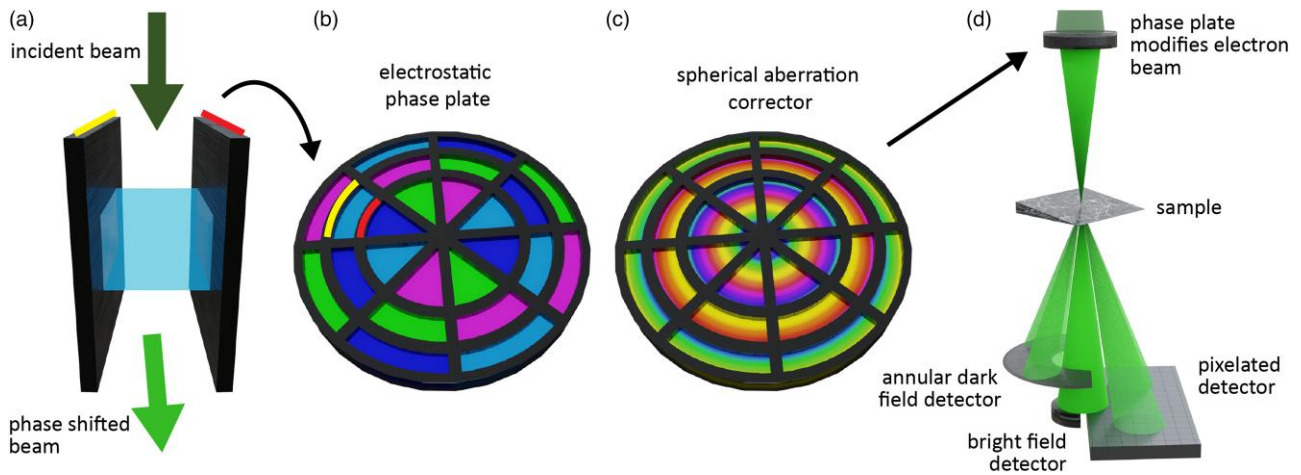 (a)
incident beam
phase shifted
beam
(b)
electrostatic
phase plate
(c)
spherical aberration
corrector
(d)
phase plate
modifies electron
beam
sample
annular dark
field detector
bright field
detector
pixelated
detector